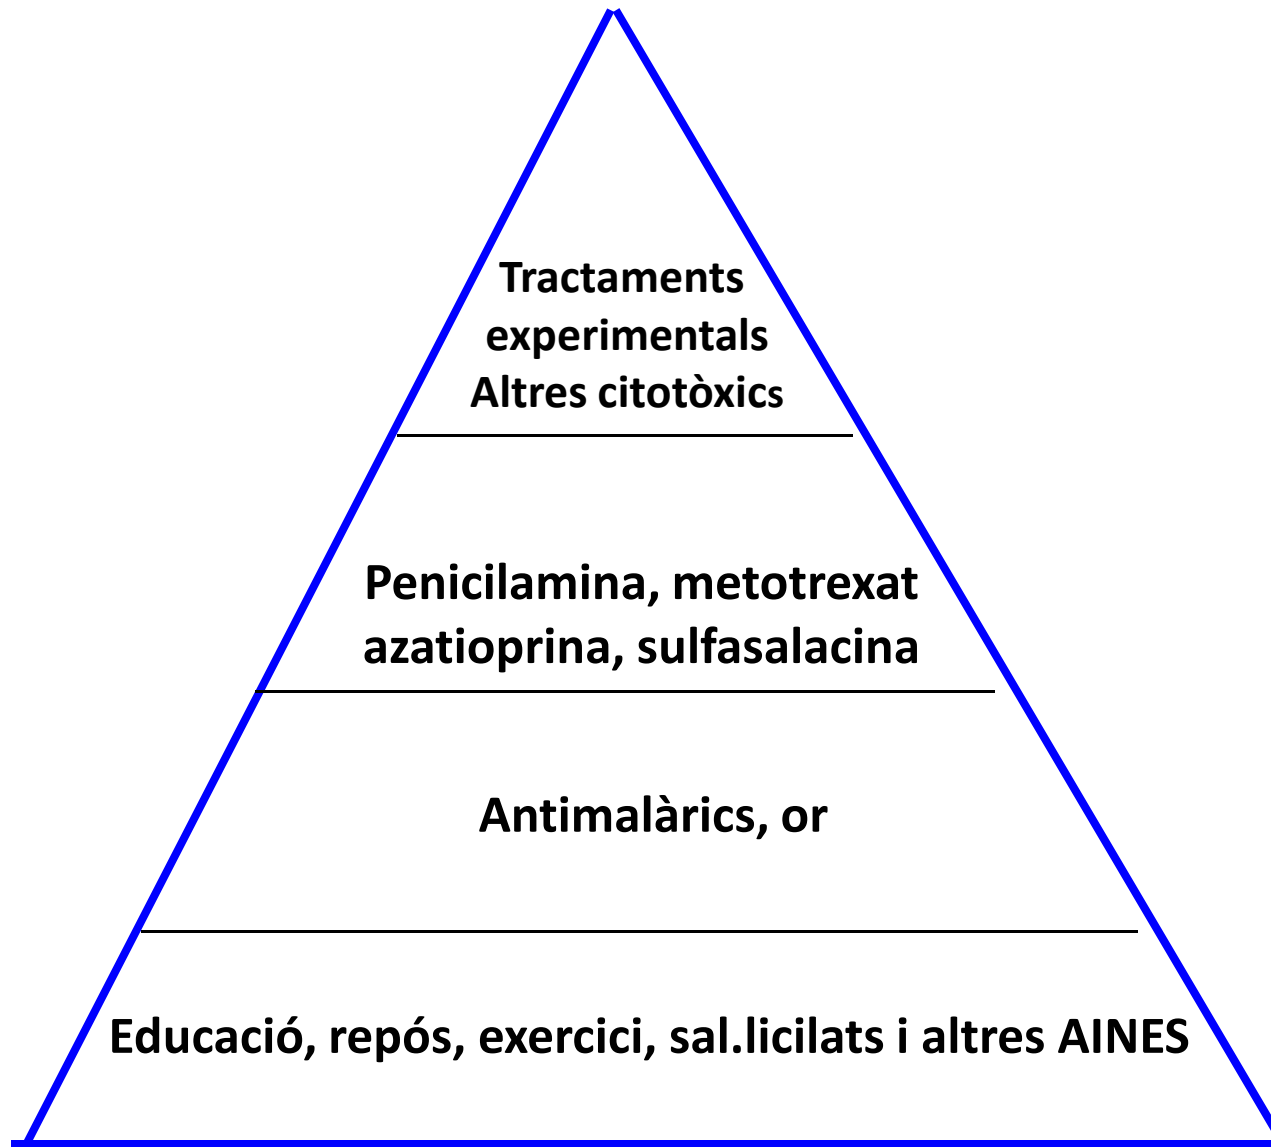 Tractaments
experimentals
Altres citotòxics
Penicilamina, metotrexat
azatioprina, sulfasalacina
Antimalàrics, or
Educació, repós, exercici, sal.licilats i altres AINES